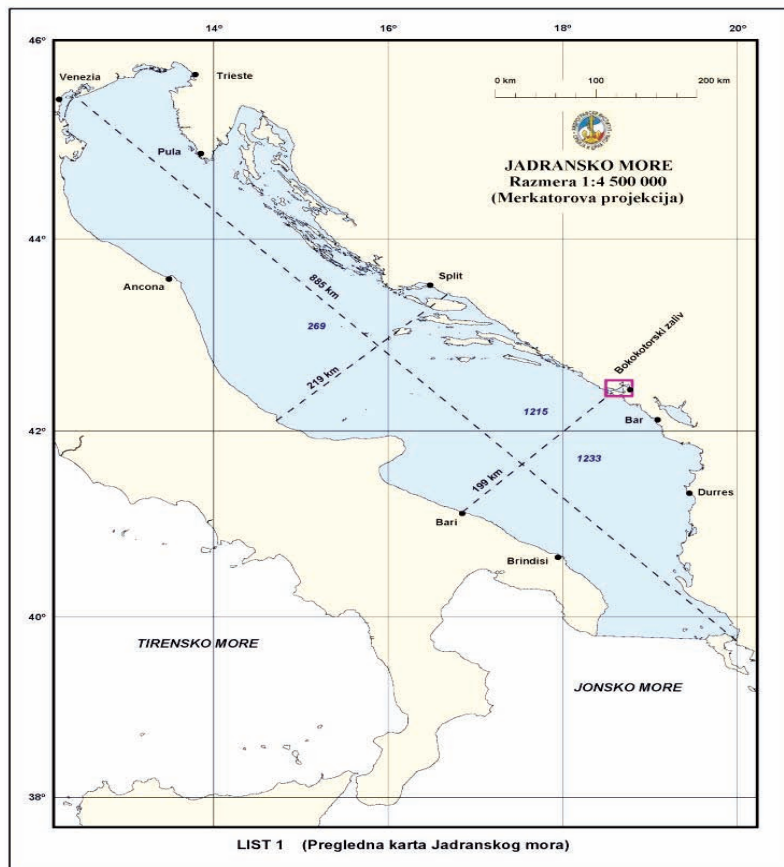 14° 16° 18° 20°
46°
Venezia
Trieste
0 km 100 200 km
Pula
JADRANSKO MORE
Razmera 1:4 500 000
(Merkatorova projekcija)
44°
Ancona
885 km
Split
269
Bokokotorski zaliv
219 km
42°
1215
Bar
1233
199 km
Durres
Bari
Brindisi
40°
TIRENSKO MORE
JONSKO MORE
38°
LIST 1 (Pregledna karta Jadranskog mora)